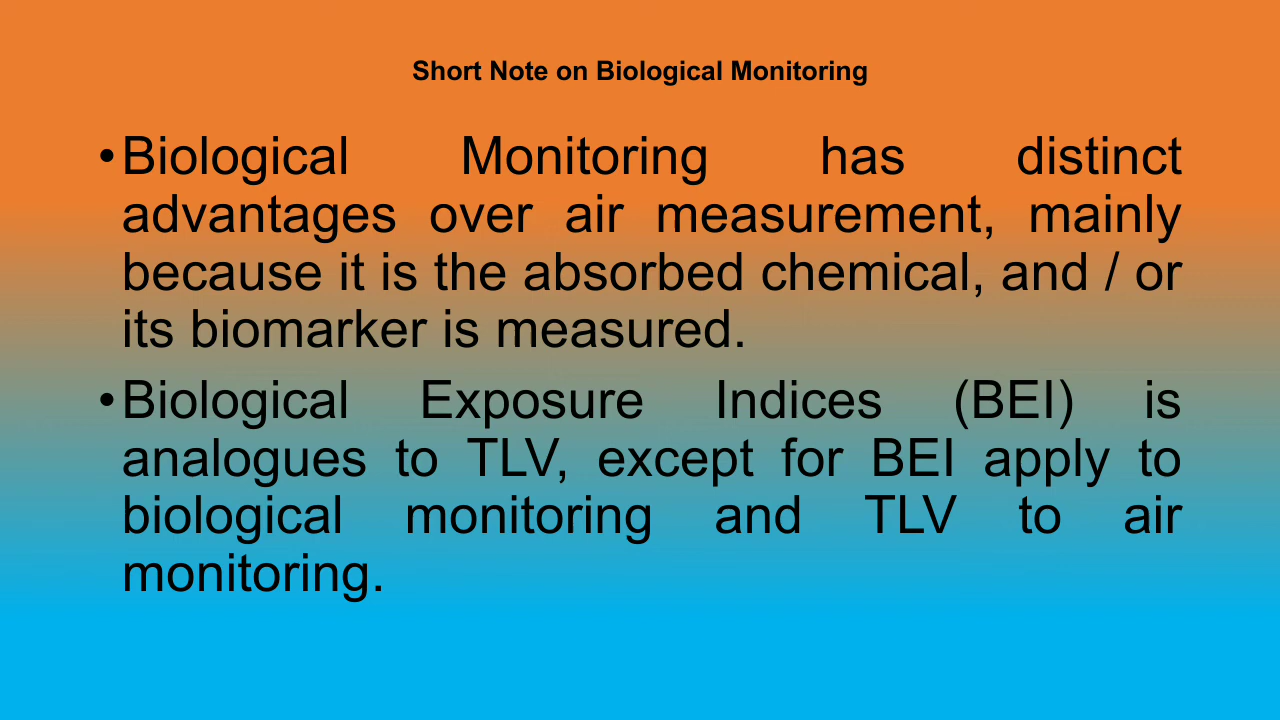 Short Note on Biological Monitoring
•Biological Monitoring has distinct
advantages over air measurement, mainly
because it is the absorbed chemical, and / or
its biomarker is measured.
•Biological Exposure Indices (BEI) is
analogues to TLV, except for BEI apply to
biological monitoring and TLV to air
monitoring.